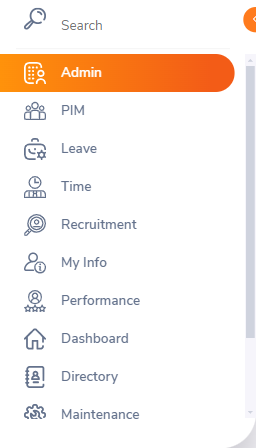 Search
Admin
PIM
Leave
Time
Recruitment
My Info
Performance
Dashboard
Directory
Maintenance